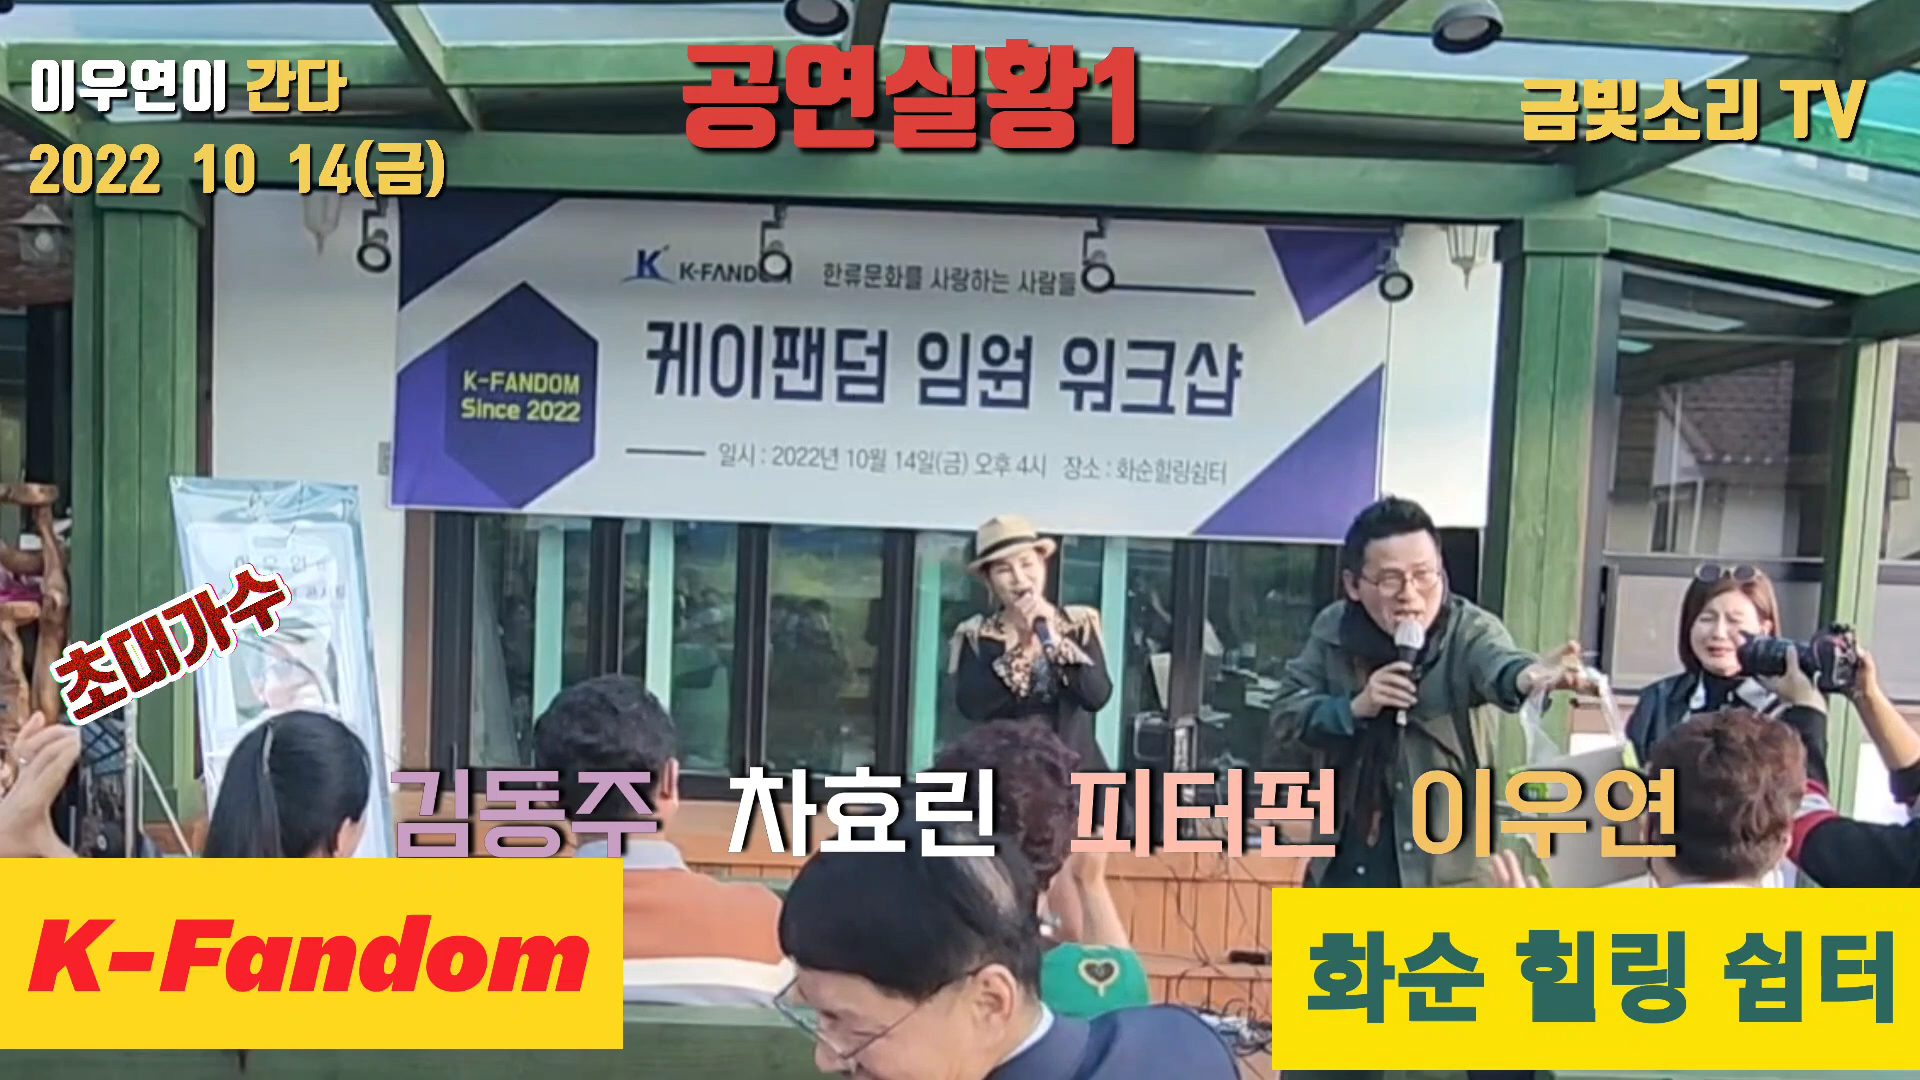 이우연이 간다
2022 10 14(금)
공연실황1
금빛소리 TV
K-FANDOM 한류문화를 사랑하는 사람들
케이팬덤 임원 워크샵
K-FANDOM
Since 2022
일시 : 2022년 10월 14일(금) 오후 4시 장소 : 화순힐링쉼터
초대가수
김동주 차효린 피터펀 이우연
K-Fandom
화순 힐링 쉼터